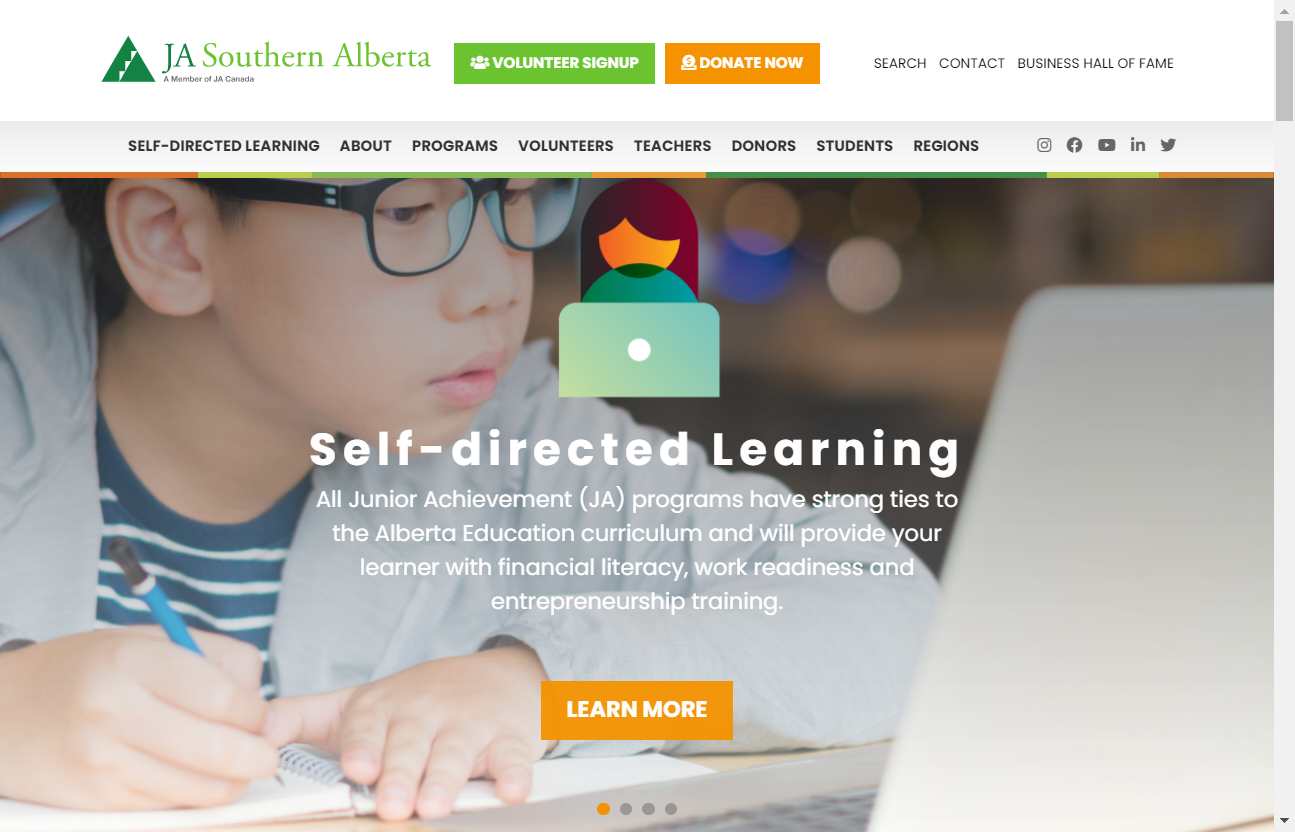 JA Southern Alberta
A Member of JA Canada
VOLUNTEER SIGNUP
DONATE NOW
SEARCH CONTACT BUSINESS HALL OF FAME
SELF-DIRECTED LEARNING ABOUT PROGRAMS VOLUNTEERS TEACHERS DONORS STUDENTS REGIONS
Self-directed Learning
All Junior Achievement (JA) programs have strong ties to
the Alberta Education curriculum and will provide your
learner with financial literacy, work readiness and
entrepreneurship training.
LEARN MORE